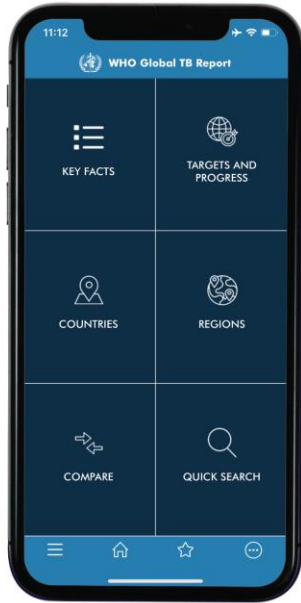 11:12
WHO Global TB Report
KEY FACTS
TARGETS AND
PROGRESS
COUNTRIES
REGIONS
COMPARE
QUICK SEARCH